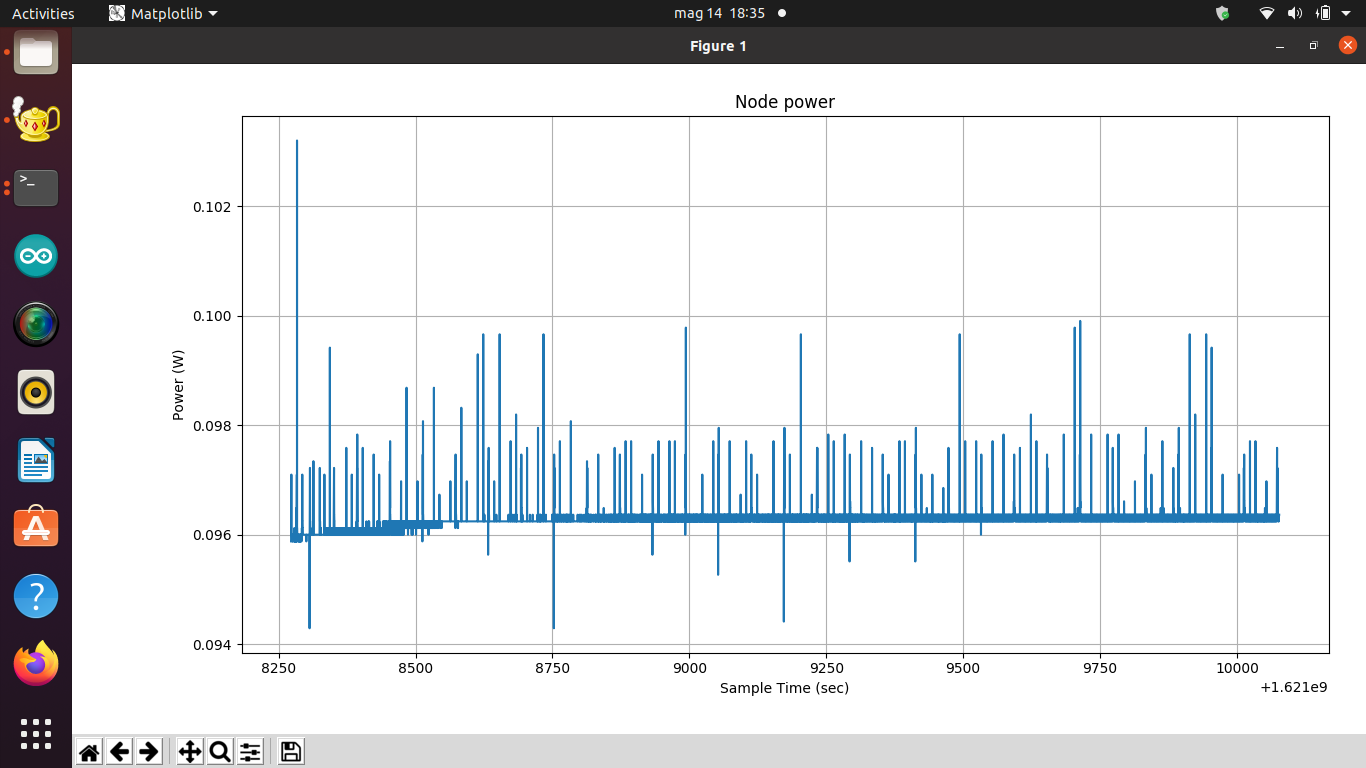 Activities Matplotlib mag 14 18:35
Figure 1
Node power
0.102
0.100
0.098
0.096
0.094
Power (W)
8250 8500 8750 9000 9250 9500 9750 10000
Sample Time (sec)
+1.621e9
>_
A
?